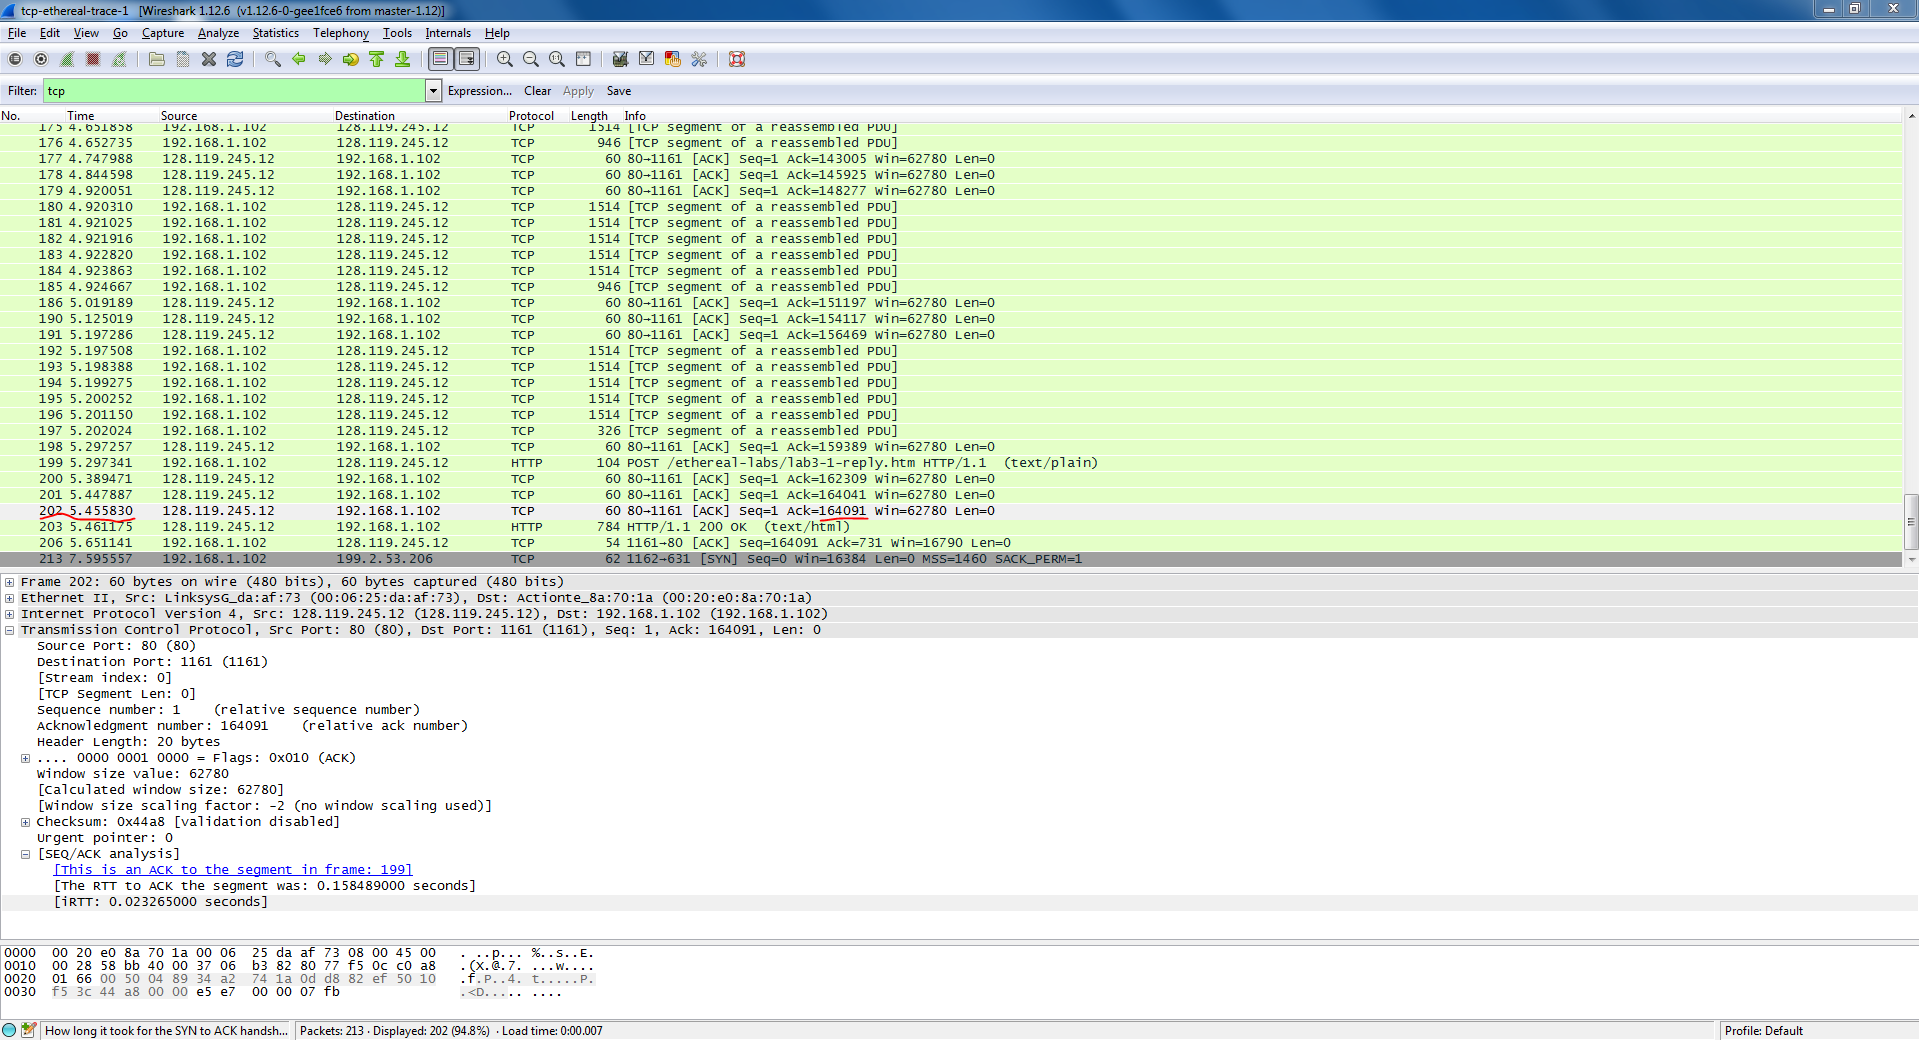 tcp-ethereal-trace-1 [Wireshark 1.12.6 (v1.12.6-0-gee1fce6 from master-1.12)]
File Edit View Go Capture Analyze Statistics Telephony Tools Internals Help
Filter: tcp Expression... Clear Apply Save
No. Time Source Destination Protocol Length Info
175 4.651858 192.168.1.102 128.119.245.12 TCP 1514 [TCP segment of a reassembled PDU]
176 4.652735 192.168.1.102 128.119.245.12 TCP 946 [TCP segment of a reassembled PDU]
177 4.747988 128.119.245.12 192.168.1.102 TCP 60 80→1161 [ACK] Seq=1 Ack=143005 Win=62780 Len=0
178 4.844598 128.119.245.12 192.168.1.102 TCP 60 80→1161 [ACK] Seq=1 Ack=145925 Win=62780 Len=0
179 4.920051 128.119.245.12 192.168.1.102 TCP 60 80→1161 [ACK] Seq=1 Ack=148277 Win=62780 Len=0
180 4.920310 192.168.1.102 128.119.245.12 TCP 1514 [TCP segment of a reassembled PDU]
181 4.921025 192.168.1.102 128.119.245.12 TCP 1514 [TCP segment of a reassembled PDU]
182 4.921916 192.168.1.102 128.119.245.12 TCP 1514 [TCP segment of a reassembled PDU]
183 4.922820 192.168.1.102 128.119.245.12 TCP 1514 [TCP segment of a reassembled PDU]
184 4.923863 192.168.1.102 128.119.245.12 TCP 1514 [TCP segment of a reassembled PDU]
185 4.924667 192.168.1.102 128.119.245.12 TCP 946 [TCP segment of a reassembled PDU]
186 5.019189 128.119.245.12 192.168.1.102 TCP 60 80→1161 [ACK] Seq=1 Ack=151197 Win=62780 Len=0
190 5.125019 128.119.245.12 192.168.1.102 TCP 60 80→1161 [ACK] Seq=1 Ack=154117 Win=62780 Len=0
191 5.197286 128.119.245.12 192.168.1.102 TCP 60 80→1161 [ACK] Seq=1 Ack=156469 Win=62780 Len=0
192 5.197508 192.168.1.102 128.119.245.12 TCP 1514 [TCP segment of a reassembled PDU]
193 5.198388 192.168.1.102 128.119.245.12 TCP 1514 [TCP segment of a reassembled PDU]
194 5.199275 192.168.1.102 128.119.245.12 TCP 1514 [TCP segment of a reassembled PDU]
195 5.200252 192.168.1.102 128.119.245.12 TCP 1514 [TCP segment of a reassembled PDU]
196 5.201150 192.168.1.102 128.119.245.12 TCP 1514 [TCP segment of a reassembled PDU]
197 5.202024 192.168.1.102 128.119.245.12 TCP 326 [TCP segment of a reassembled PDU]
198 5.297257 128.119.245.12 192.168.1.102 TCP 60 80→1161 [ACK] Seq=1 Ack=159389 Win=62780 Len=0
199 5.297341 192.168.1.102 128.119.245.12 HTTP 104 POST /ethereal-labs/lab3-1-reply.htm HTTP/1.1 (text/plain)
200 5.389471 128.119.245.12 192.168.1.102 TCP 60 80→1161 [ACK] Seq=1 Ack=162309 Win=62780 Len=0
201 5.447887 128.119.245.12 192.168.1.102 TCP 60 80→1161 [ACK] Seq=1 Ack=164041 Win=62780 Len=0
202 5.455830 128.119.245.12 192.168.1.102 TCP 60 80→1161 [ACK] Seq=1 Ack=164091 Win=62780 Len=0
203 5.461175 128.119.245.12 192.168.1.102 HTTP 784 HTTP/1.1 200 OK (text/html)
206 5.651141 192.168.1.102 128.119.245.12 TCP 54 1161→80 [ACK] Seq=164091 Ack=731 Win=16790 Len=0
213 7.595557 192.168.1.102 199.2.53.206 TCP 62 1162→631 [SYN] Seq=0 Win=16384 Len=0 MSS=1460 SACK_PERM=1
Frame 202: 60 bytes on wire (480 bits), 60 bytes captured (480 bits)
Ethernet II, Src: LinksysG_da:af:73 (00:06:25:da:af:73), Dst: Actionte_8a:70:1a (00:20:e0:8a:70:1a)
Internet Protocol Version 4, Src: 128.119.245.12 (128.119.245.12), Dst: 192.168.1.102 (192.168.1.102)
Transmission Control Protocol, Src Port: 80 (80), Dst Port: 1161 (1161), Seq: 1, Ack: 164091, Len: 0
Source Port: 80 (80)
Destination Port: 1161 (1161)
[Stream index: 0]
[TCP Segment Len: 0]
Sequence number: 1 (relative sequence number)
Acknowledgment number: 164091 (relative ack number)
Header Length: 20 bytes
.... 0000 0001 0000 = Flags: 0x010 (ACK)
Window size value: 62780
[Calculated window size: 62780]
[Window size scaling factor: -2 (no window scaling used)]
Checksum: 0x44a8 [validation disabled]
Urgent pointer: 0
[SEQ/ACK analysis]
[This is an ACK to the segment in frame: 199]
[The RTT to ACK the segment was: 0.158489000 seconds]
[iRTT: 0.023265000 seconds]
0000 00 20 e0 8a 70 1a 00 06 25 da af 73 08 00 45 00 . ..p... %..s..E.
0010 00 28 58 bb 40 00 37 06 b3 82 80 77 f5 0c c0 a8 .(X.@.7. ...w....
0020 01 66 00 50 04 89 34 a2 74 1a 0d d8 82 ef 50 10 .f.P..4. t.....P.
0030 f5 3c 44 a8 00 00 e5 e7 00 00 07 fb .<D..... ....
How long it took for the SYN to ACK handsh... Packets: 213 · Displayed: 202 (94.8%) · Load time: 0:00.007 Profile: Default